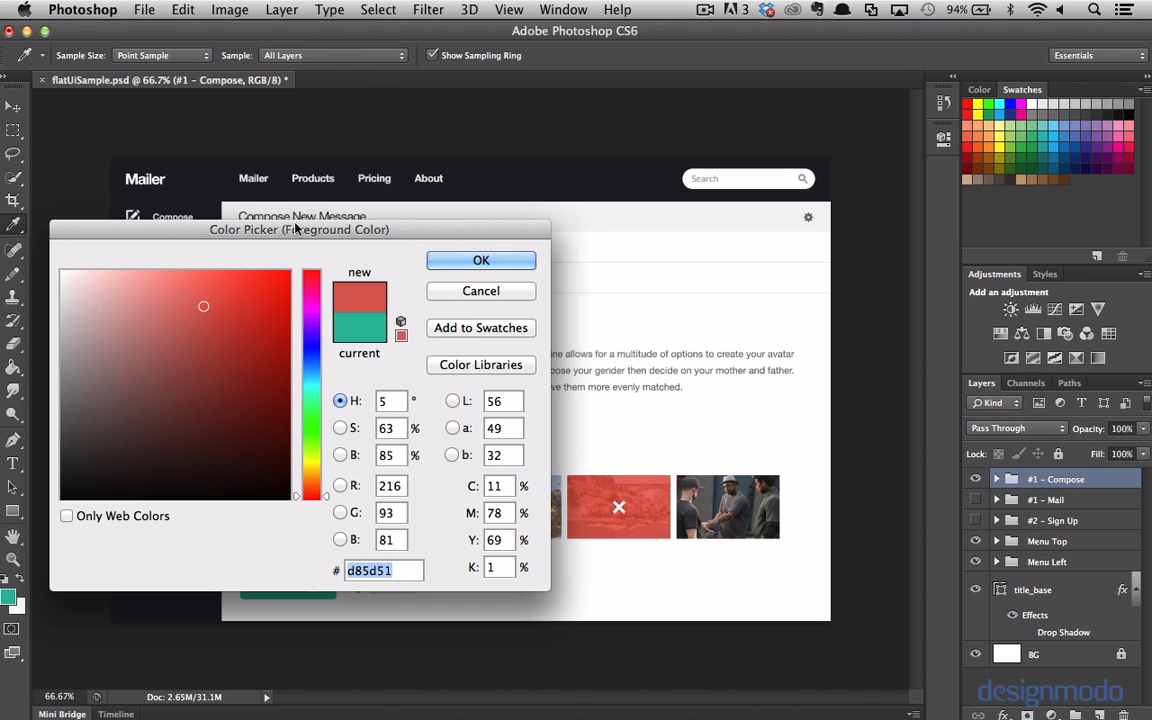 Photoshop File Edit Image Layer Type Select Filter 3D View Window Help 3 94%
Adobe Photoshop CS6
Sample Size: Point Sample Sample: All Layers Show Sampling Ring Essentials
flatUiSample.psd @ 66.7% (#1 - Compose, RGB/8) *
Color Swatches
Mailer Mailer Products Pricing About Search
Compose Compose New Message
Color Picker (Foreground Color)
OK
new
Cancel
Add to Swatches
current
Color Libraries
H: 5 ° L: 56
S: 63 % a: 49
B: 85 % b: 32
R: 216 C: 11 %
G: 93 M: 78 %
B: 81 Y: 69 %
# d85d51 K: 1 %
Only Web Colors
allows for a multitude of options to create your avatar
your gender then decide on your mother and father.
them more evenly matched.
Adjustments Styles
Add an adjustment
Layers Channels Paths
Kind
Pass Through Opacity: 100%
Lock: Fill: 100%
#1 - Compose
#1 - Mail
#2 - Sign Up
Menu Top
Menu Left
title_base fx
Effects
Drop Shadow
BG
designmodo
66.67% Doc: 2.65M/31.1M
Mini Bridge Timeline